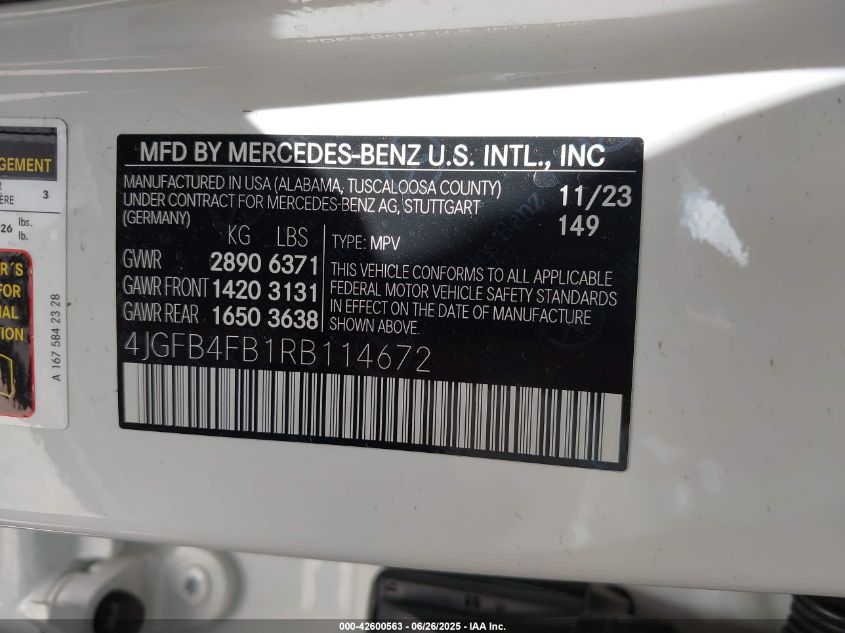 MFD BY MERCEDES-BENZ U.S. INTL., INC
MANUFACTURED IN USA (ALABAMA, TUSCALOOSA COUNTY)
UNDER CONTRACT FOR MERCEDES-BENZ AG, STUTTGART
(GERMANY)
11/23
149
KG LBS
GVWR 2890 6371
GAWR FRONT 1420 3131
GAWR REAR 1650 3638
TYPE: MPV
THIS VEHICLE CONFORMS TO ALL APPLICABLE
FEDERAL MOTOR VEHICLE SAFETY STANDARDS
IN EFFECT ON THE DATE OF MANUFACTURE
SHOWN ABOVE.
4JGFB4FB1RB114672
3
26 lbs.
lb.
FOR
A 167 584 23 28
000-42600563 / 06/26/2025 - IAA Inc.